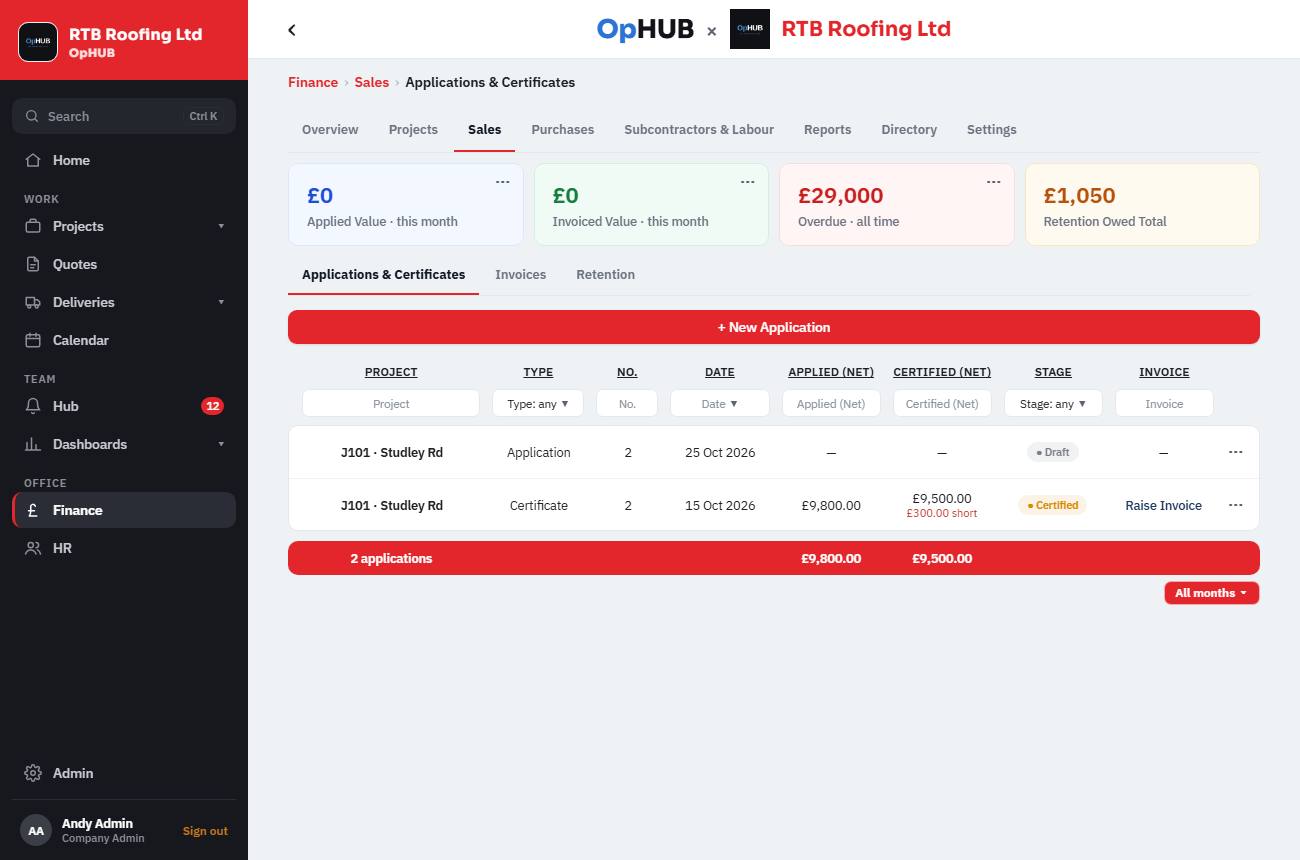 OpHUB
RTB Roofing Ltd
OpHUB
Search
Ctrl K
Home
WORK
Projects
Quotes
Deliveries
Calendar
TEAM
Hub
12
Dashboards
OFFICE
Finance
HR
Admin
AA
Andy Admin
Company Admin
Sign out
OpHUB × OpHUB RTB Roofing Ltd
Finance › Sales › Applications & Certificates
Overview Projects Sales Purchases Subcontractors & Labour Reports Directory Settings
£0
Applied Value · this month
£0
Invoiced Value · this month
£29,000
Overdue · all time
£1,050
Retention Owed Total
Applications & Certificates Invoices Retention
+ New Application
PROJECT TYPE NO. DATE APPLIED (NET) CERTIFIED (NET) STAGE INVOICE
Project Type: any ▼ No. Date ▼ Applied (Net) Certified (Net) Stage: any ▼ Invoice
J101 · Studley Rd Application 2 25 Oct 2026 — — • Draft —
J101 · Studley Rd Certificate 2 15 Oct 2026 £9,800.00 £9,500.00 • Certified Raise Invoice
£300.00 short
2 applications £9,800.00 £9,500.00
All months